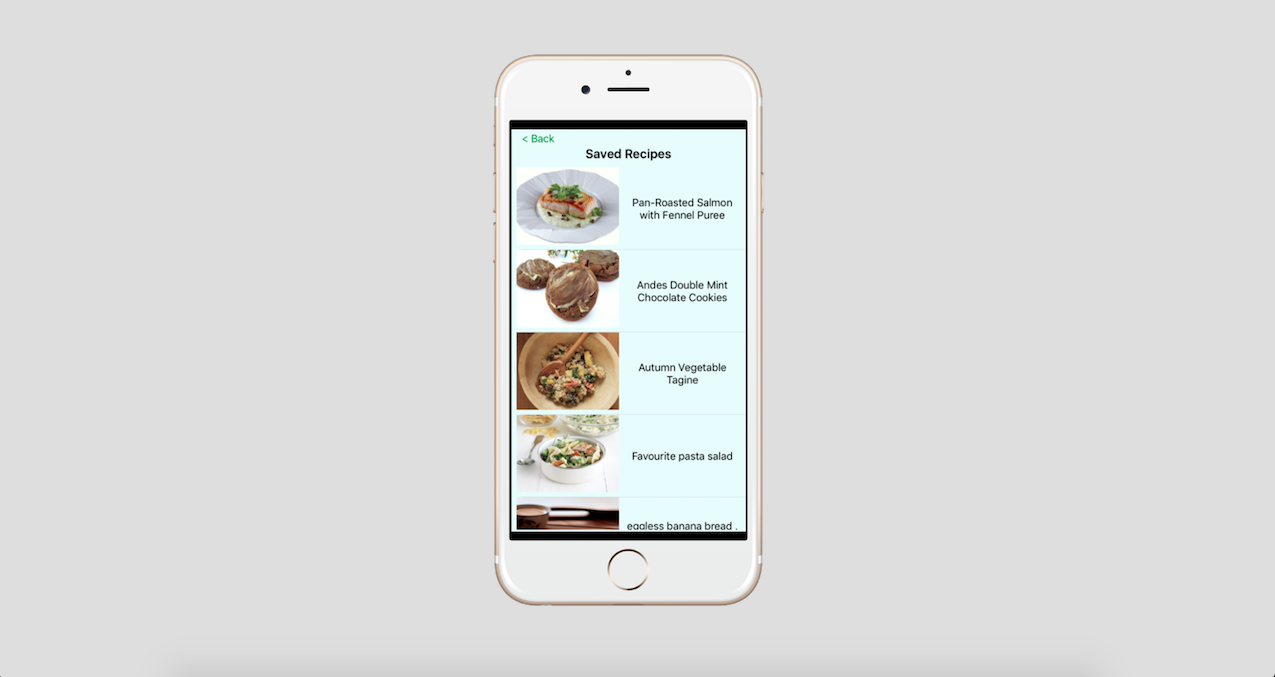 < Back
Saved Recipes
Pan-Roasted Salmon
with Fennel Puree
Andes Double Mint
Chocolate Cookies
Autumn Vegetable
Tagine
Favourite pasta salad
eggless banana bread .